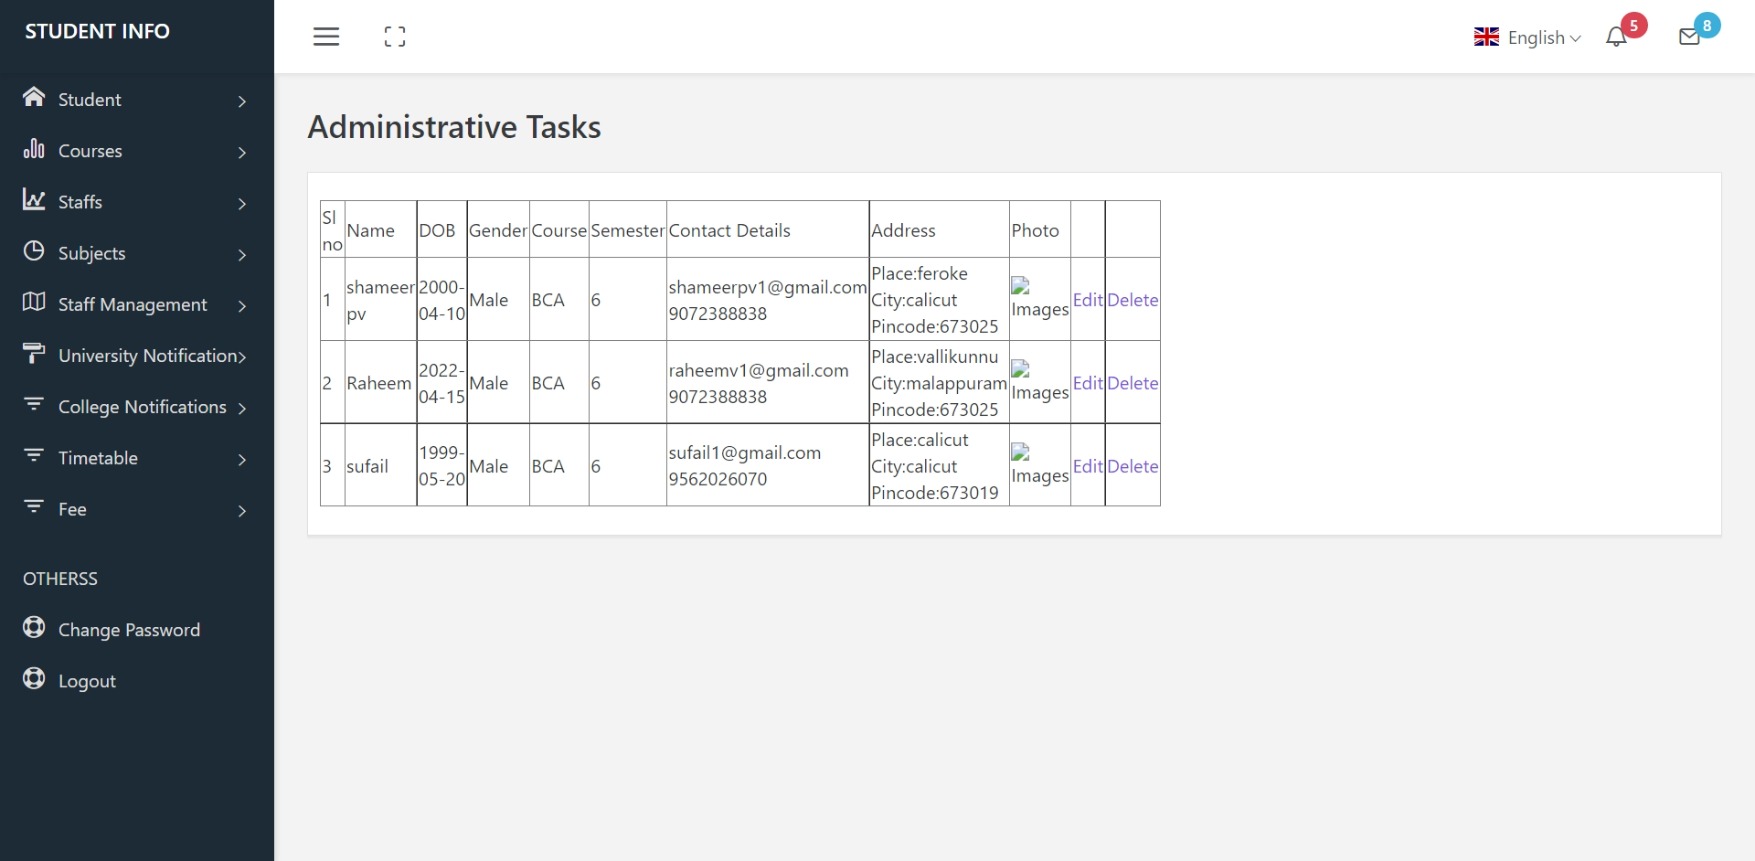 STUDENT INFO
English
5
8
Student
Courses
Staffs
Subjects
Staff Management
University Notification
College Notifications
Timetable
Fee
OTHERSS
Change Password
Logout
Administrative Tasks
Sl no Name DOB Gender Course Semester Contact Details Address Photo
1 shameer pv 2000-04-10 Male BCA 6 shameerpv1@gmail.com 9072388838 Place:feroke City:calicut Pincode:673025 Images Edit Delete
2 Raheem 2022-04-15 Male BCA 6 raheemv1@gmail.com 9072388838 Place:vallikunnu City:malappuram Pincode:673025 Images Edit Delete
3 sufail 1999-05-20 Male BCA 6 sufail1@gmail.com 9562026070 Place:calicut City:calicut Pincode:673019 Images Edit Delete